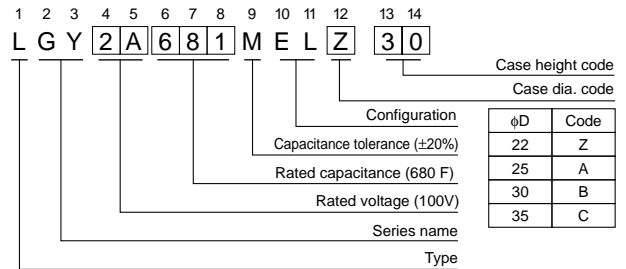 1 2 3 4 5 6 7 8 9 10 11 12 13 14
L G Y 2 A 6 8 1 M E L Z 3 0
Case height code
Case dia. code
Configuration
Capacitance tolerance (±20%)
Rated capacitance (680 F)
Rated voltage (100V)
Series name
Type
φD Code
22 Z
25 A
30 B
35 C